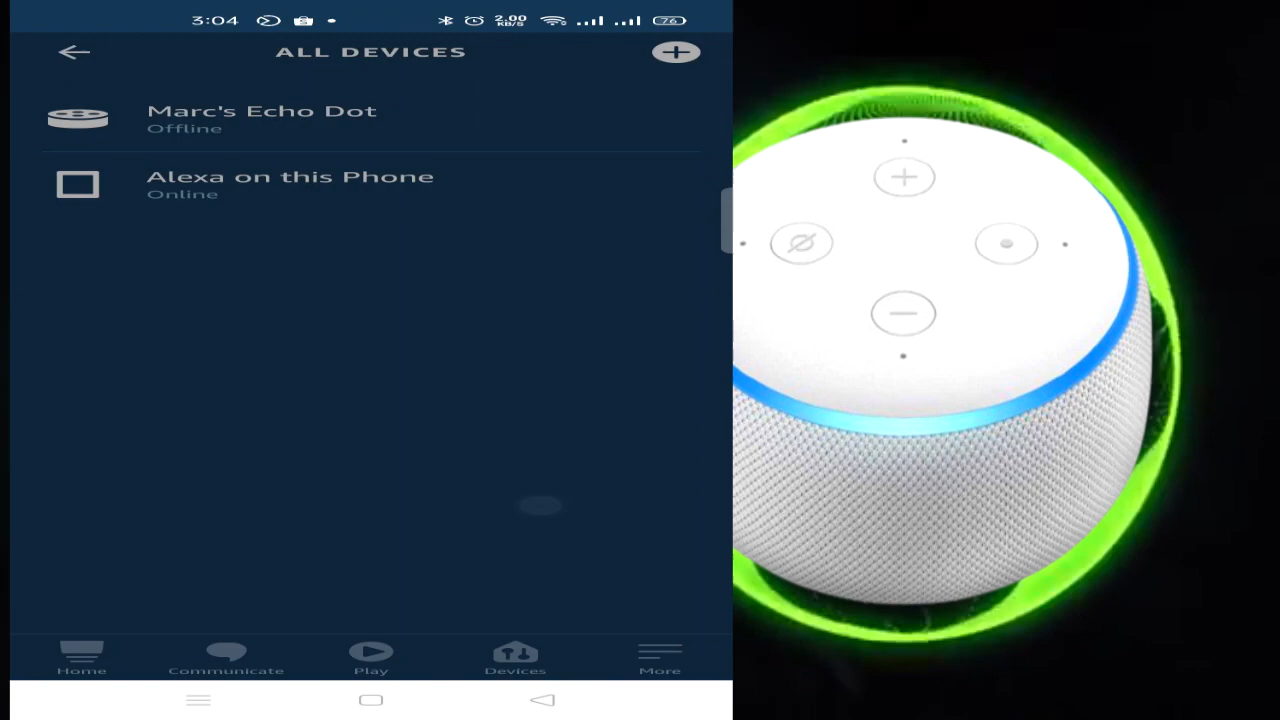 3:04
2.00
KB/S
76
ALL DEVICES
Marc's Echo Dot
Offline
Alexa on this Phone
Online
Home
Communicate
Play
Devices
More